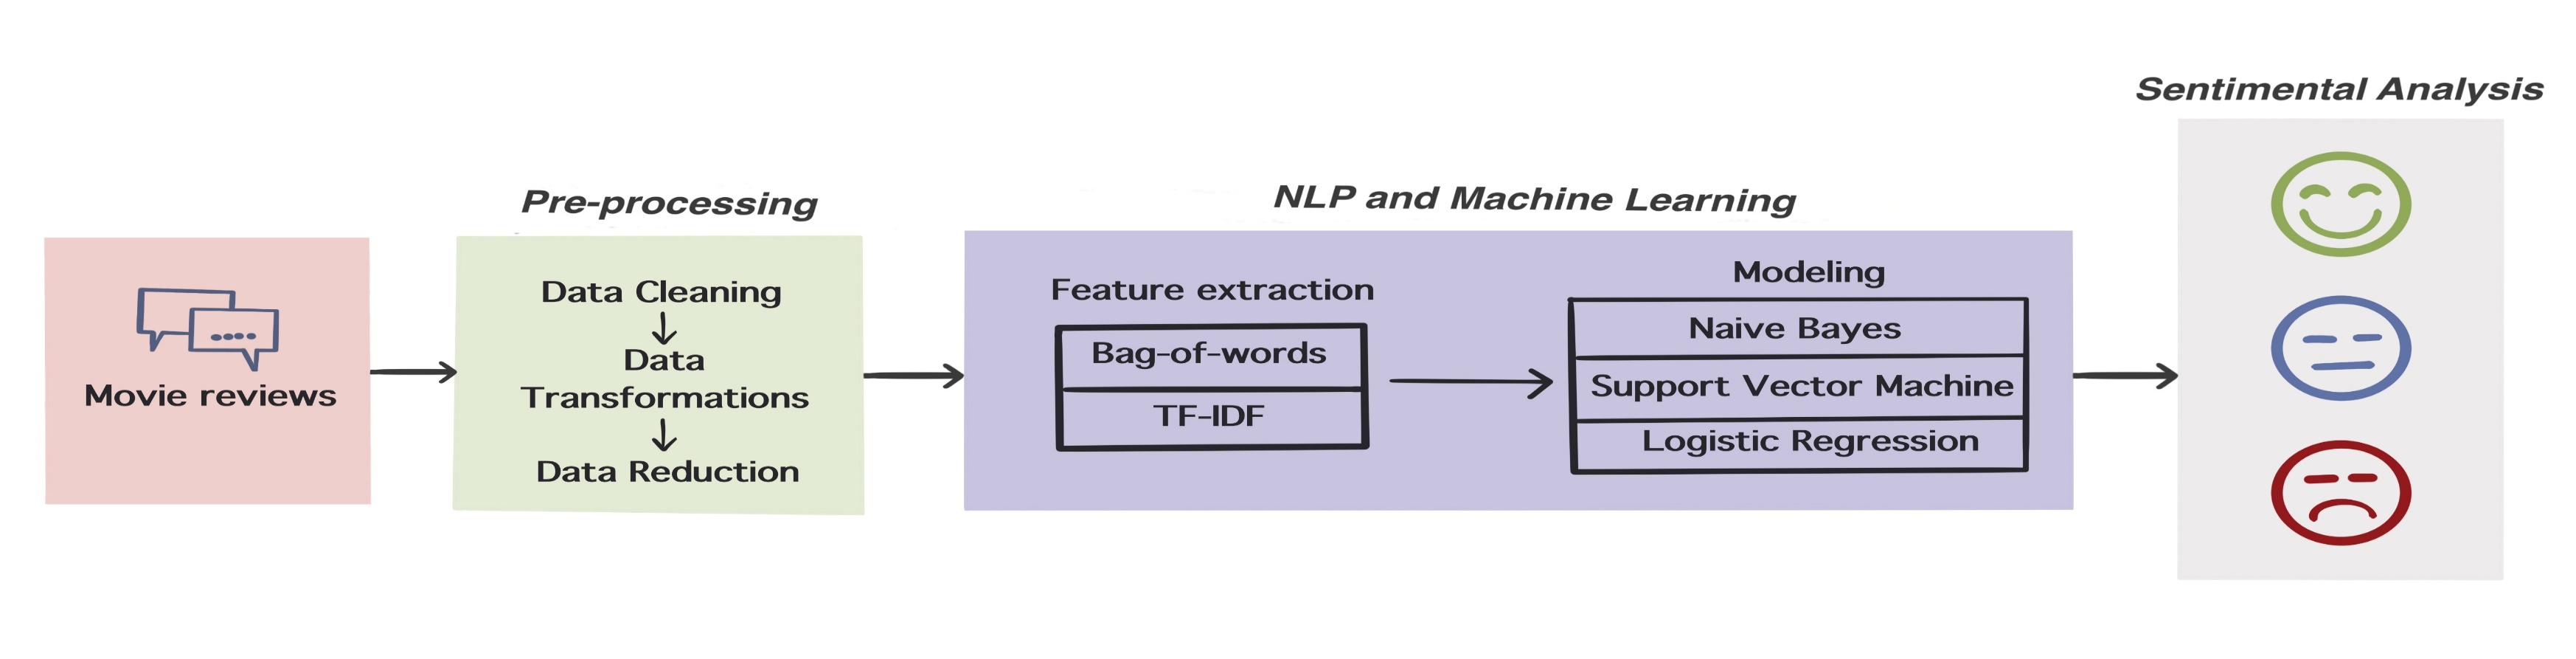 Movie reviews
Pre-processing
Data Cleaning
Data
Transformations
Data Reduction
NLP and Machine Learning
Feature extraction
Bag-of-words
TF-IDF
Modeling
Naive Bayes
Support Vector Machine
Logistic Regression
Sentimental Analysis